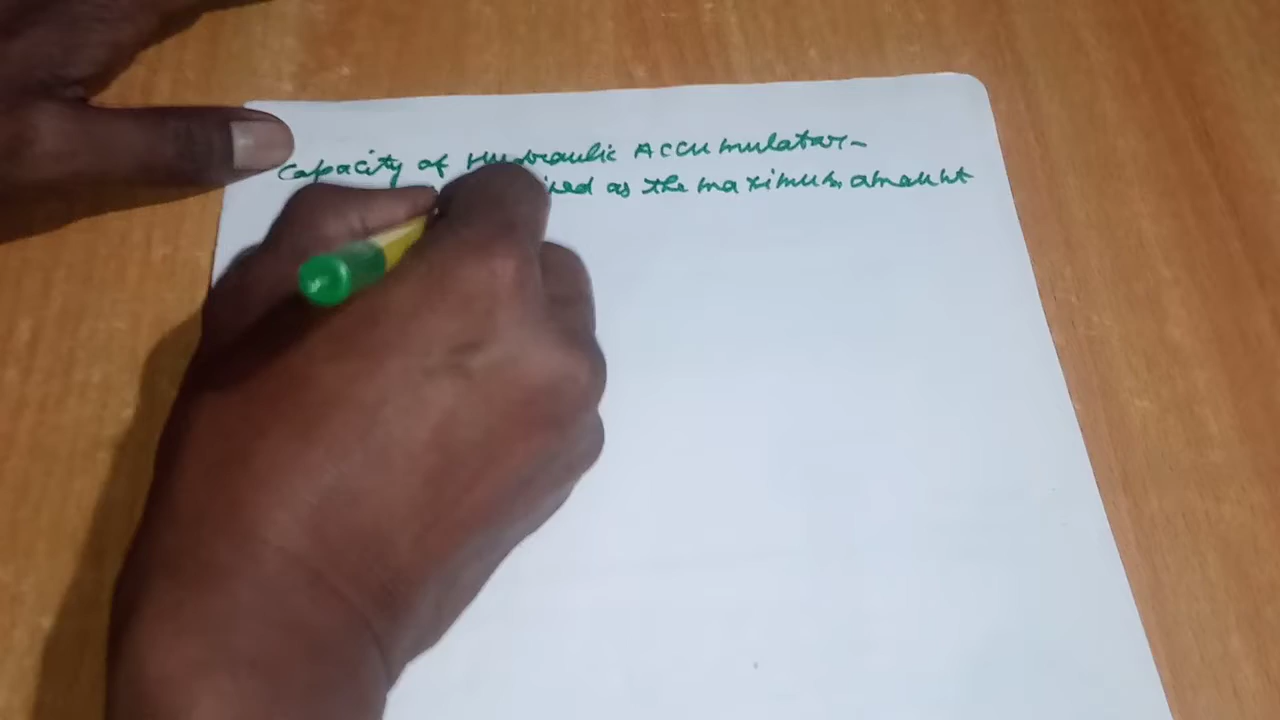 Capacity of Hydraulic Accumulator-
as the maximum amount